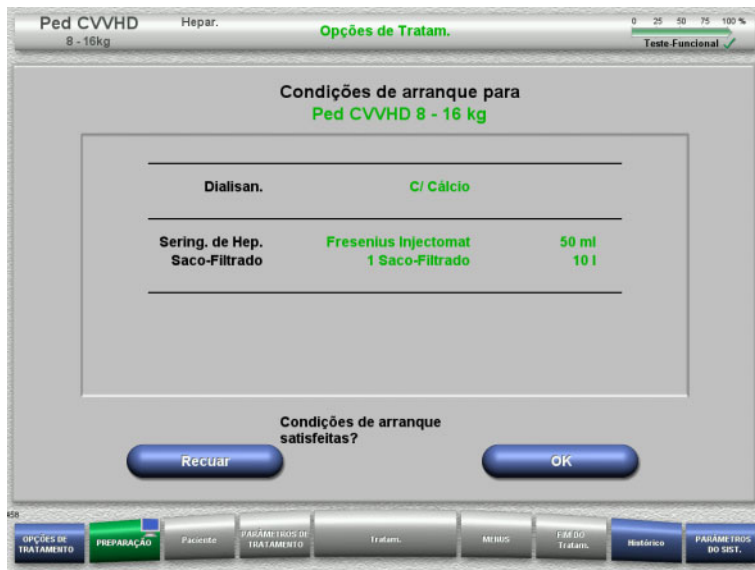 Ped CVVHD
8 - 16kg
Hepar.
Opções de Tratam.
0 25 50 75 100 %
Teste-Funcional
Condições de arranque para
Ped CVVHD 8 - 16 kg
Dialisan. C/ Cálcio
Sering. de Hep. Fresenius Injectomat 50 ml
Saco-Filtrado 1 Saco-Filtrado 10 l
Condições de arranque
satisfeitas?
Recuar
OK
458
OPÇÕES DE
TRATAMENTO
PREPARAÇÃO
Paciente
PARÂMETROS DE
TRATAMENTO
Tratam.
MENUS
FIM DO
Tratam.
Histórico
PARÂMETROS
DO SIST.